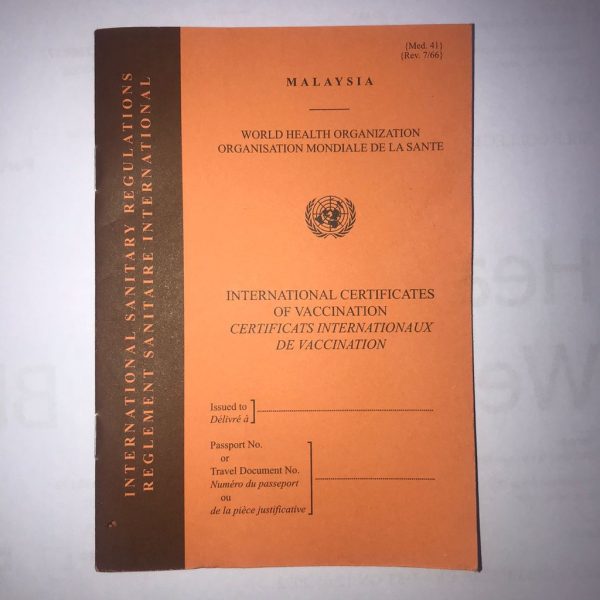 {Med. 41}
{Rev. 7/66}
MALAYSIA
WORLD HEALTH ORGANIZATION
ORGANISATION MONDIALE DE LA SANTE
INTERNATIONAL CERTIFICATES
OF VACCINATION
CERTIFICATS INTERNATIONAUX
DE VACCINATION
Issued to
Délivré à
Passport No.
or
Travel Document No.
Numéro du passeport
ou
de la pièce justificative
INTERNATIONAL SANITARY REGULATIONS
REGLEMENT SANITAIRE INTERNATIONAL